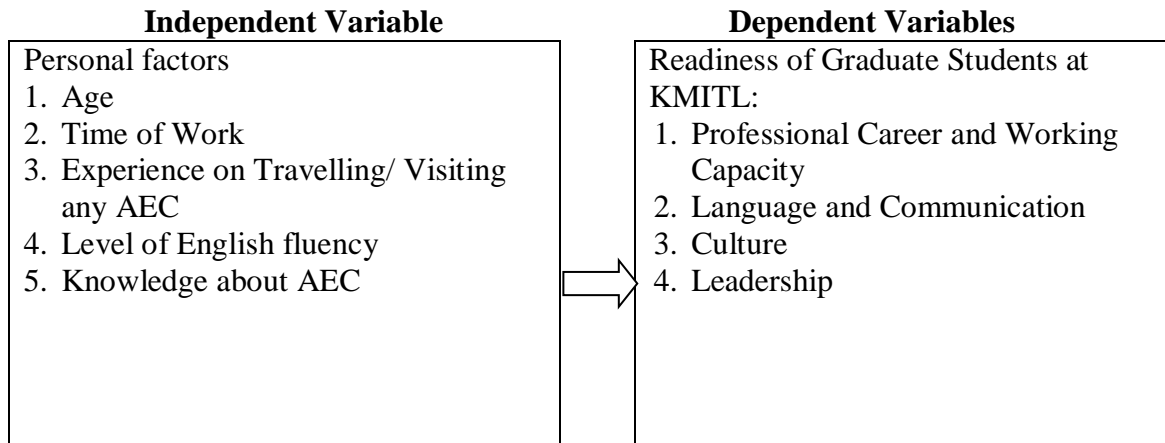 Independent Variable
Personal factors
1. Age
2. Time of Work
3. Experience on Travelling/ Visiting
any AEC
4. Level of English fluency
5. Knowledge about AEC
Dependent Variables
Readiness of Graduate Students at
KMITL:
1. Professional Career and Working
Capacity
2. Language and Communication
3. Culture
4. Leadership